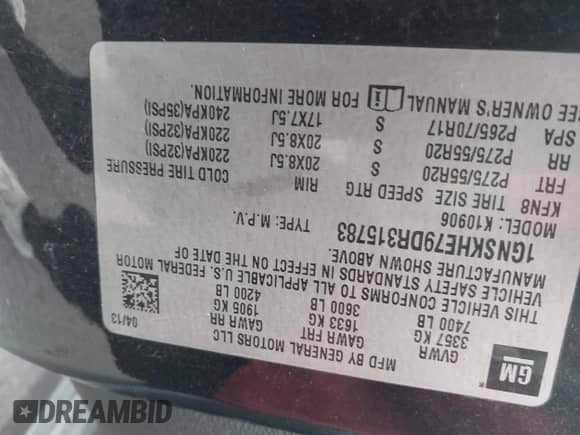 GM
MFD BY GENERAL MOTORS LLC
04/13
GVWR GAWR FRT GAWR RR
3357 KG 1633 KG 1905 KG
7400 LB 3600 LB 4200 LB
THIS VEHICLE CONFORMS TO ALL APPLICABLE U.S. FEDERAL MOTOR
VEHICLE SAFETY STANDARDS IN EFFECT ON THE DATE OF
MANUFACTURE SHOWN ABOVE.
1GNSKHE79DR315783 TYPE: M.P.V.
MODEL: K10906
KFN8 TIRE SIZE SPEED RTG RIM COLD TIRE PRESSURE
FRT P275/55R20 S 20X8.5J 220KPA(32PSI)
RR P275/55R20 S 20X8.5J 220KPA(32PSI)
SPA P265/70R17 S 17X7.5J 240KPA(35PSI)
SEE OWNER'S MANUAL FOR MORE INFORMATION.
DREAMBID